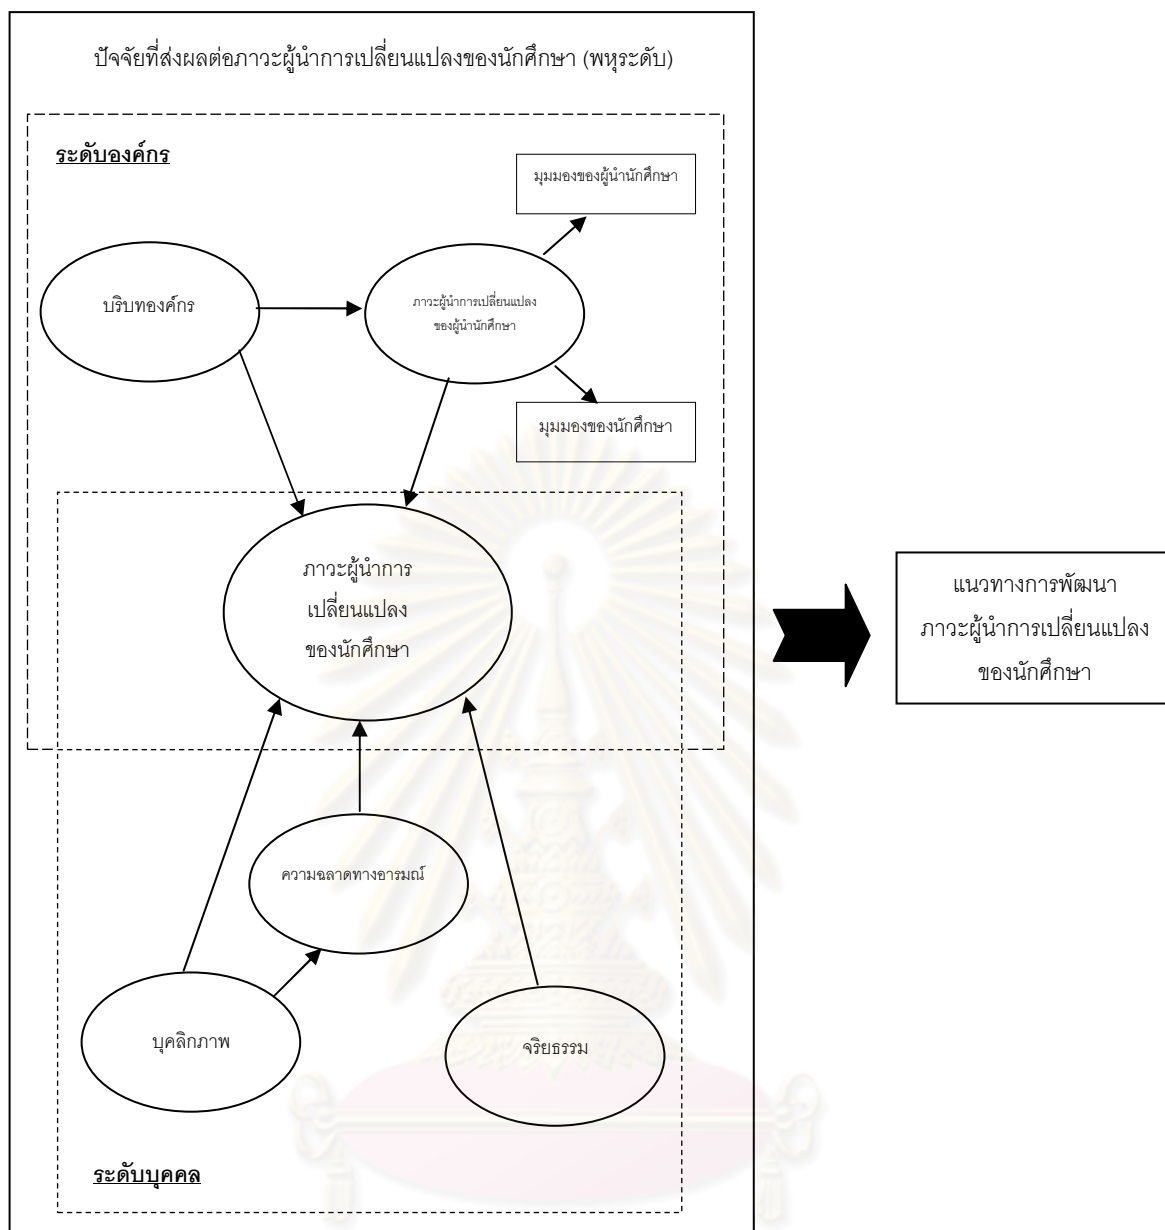 ปัจจัยที่ส่งผลต่อภาวะผู้นำการเปลี่ยนแปลงของนักศึกษา (พหุระดับ)
ระดับองค์กร
มุมมองของผู้นำนักศึกษา
บริบทองค์กร
ภาวะผู้นำการเปลี่ยนแปลง
ของผู้นำนักศึกษา
มุมมองของนักศึกษา
ภาวะผู้นำการ
เปลี่ยนแปลง
ของนักศึกษา
แนวทางการพัฒนา
ภาวะผู้นำการเปลี่ยนแปลง
ของนักศึกษา
ความฉลาดทางอารมณ์
บุคลิกภาพ
จริยธรรม
ระดับบุคคล